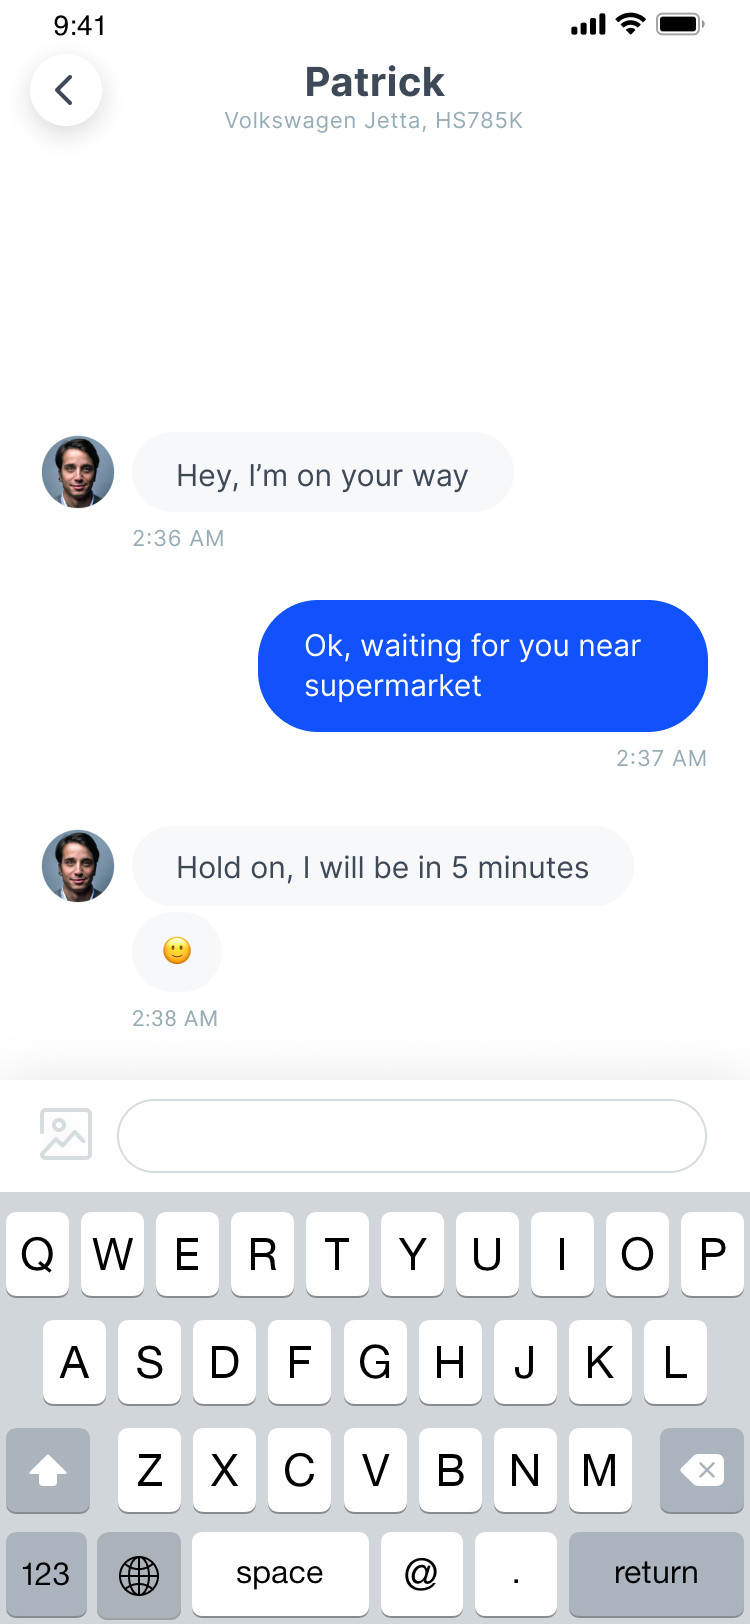 9:41
Patrick
Volkswagen Jetta, HS785K
Hey, I’m on your way
2:36 AM
Ok, waiting for you near
supermarket
2:37 AM
Hold on, I will be in 5 minutes
🙂
2:38 AM
Q W E R T Y U I O P
A S D F G H J K L
Z X C V B N M
123 space @ . return